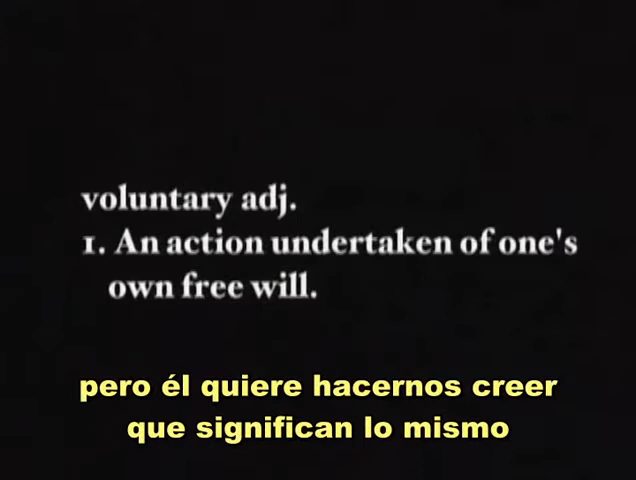 voluntary adj.
1. An action undertaken of one's
own free will.
pero él quiere hacernos creer
que significan lo mismo